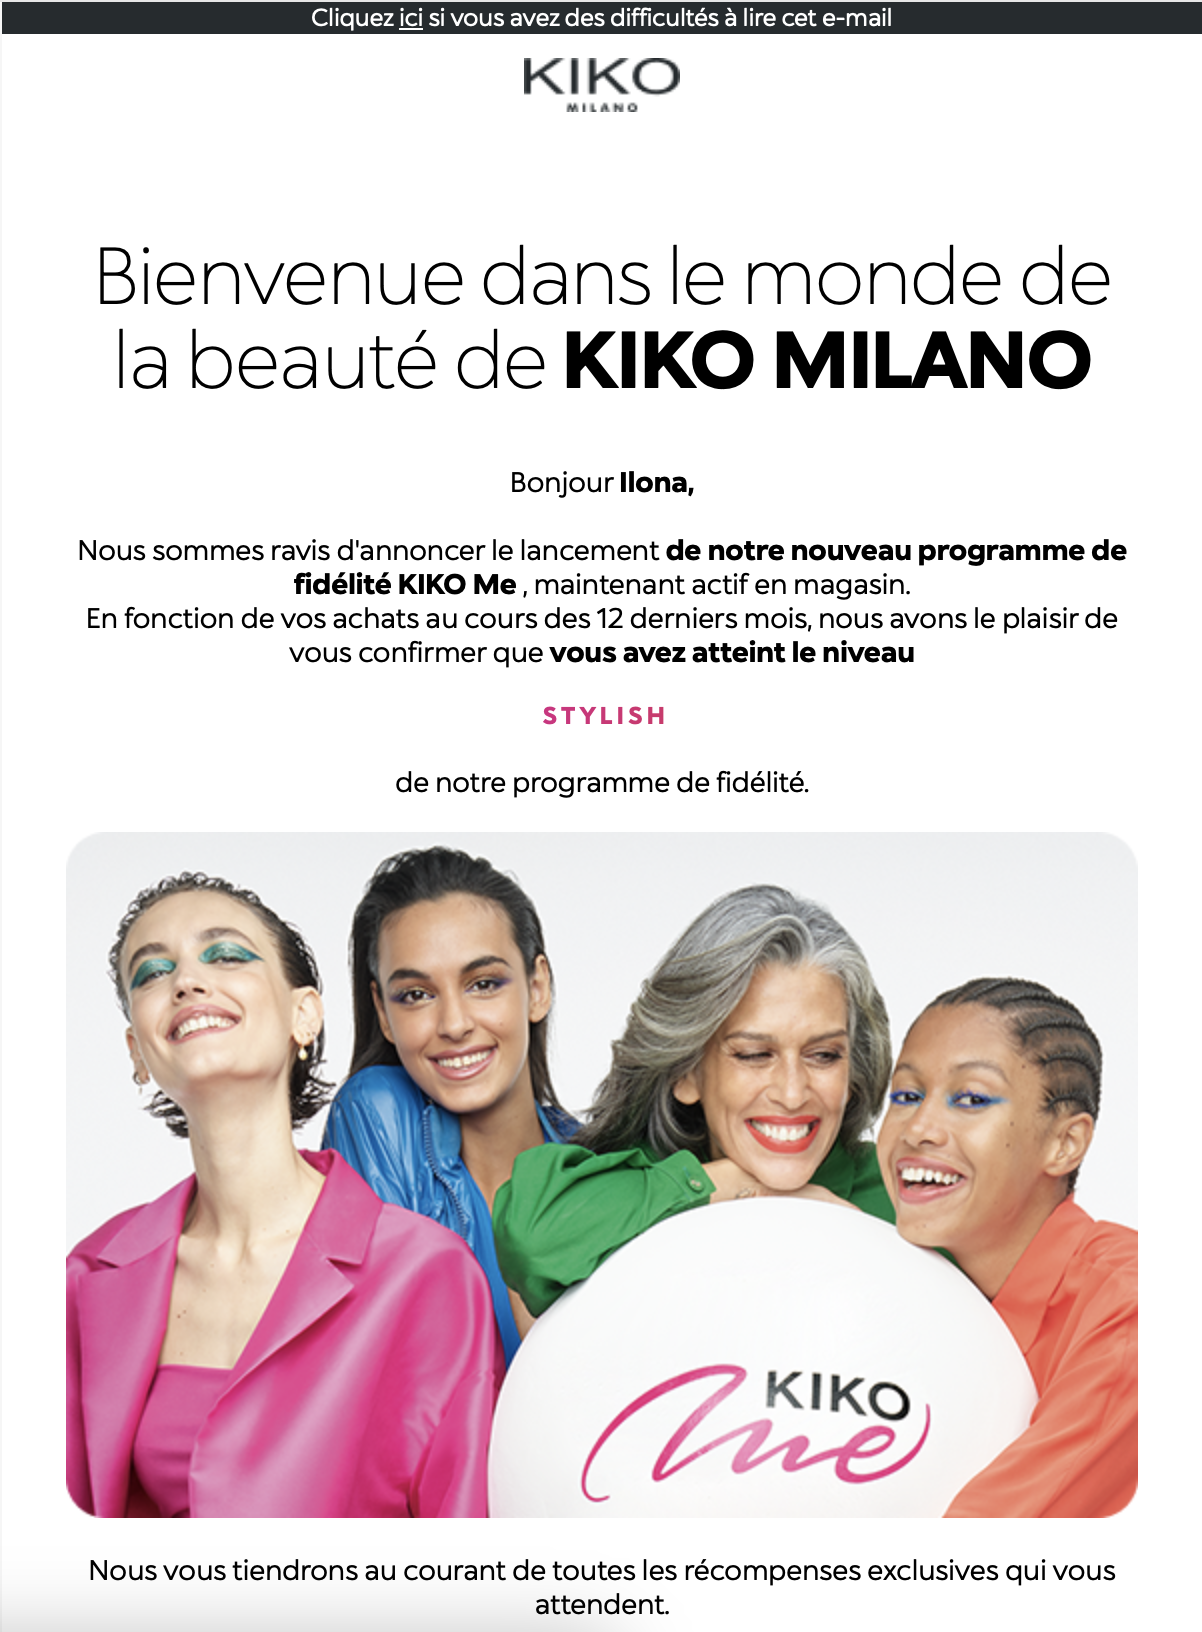 Cliquez ici si vous avez des difficultés à lire cet e-mail
KIKO
MILANO
Bienvenue dans le monde de
la beauté de KIKO MILANO
Bonjour Ilona,
Nous sommes ravis d'annoncer le lancement de notre nouveau programme de
fidélité KIKO Me , maintenant actif en magasin.
En fonction de vos achats au cours des 12 derniers mois, nous avons le plaisir de
vous confirmer que vous avez atteint le niveau
STYLISH
de notre programme de fidélité.
KIKO
Me
Nous vous tiendrons au courant de toutes les récompenses exclusives qui vous
attendent.